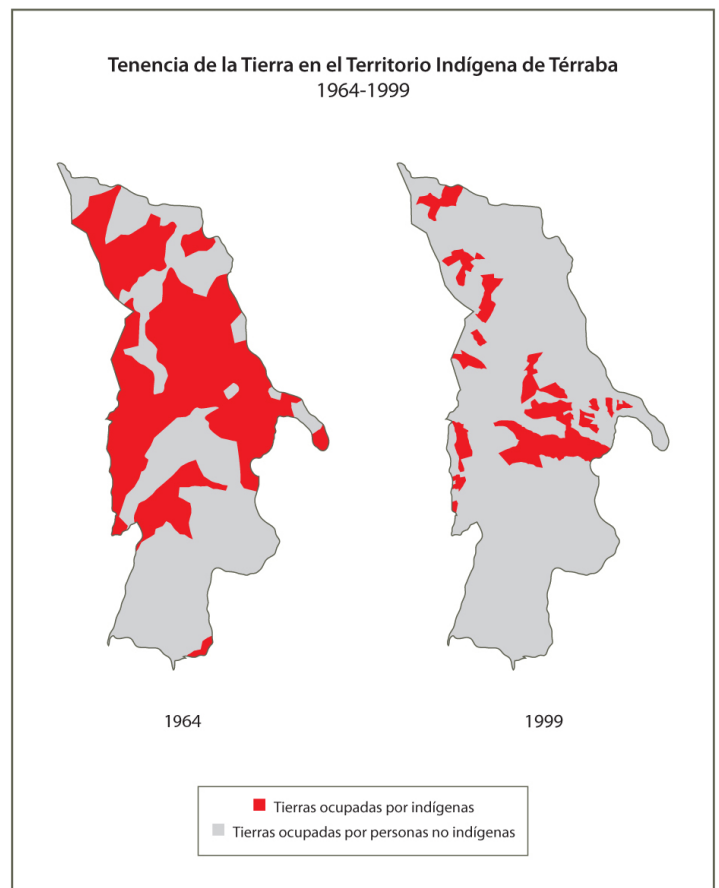 Tenencia de la Tierra en el Territorio Indígena de Térraba
1964-1999
1964
1999
Tierras ocupadas por indígenas
Tierras ocupadas por personas no indígenas